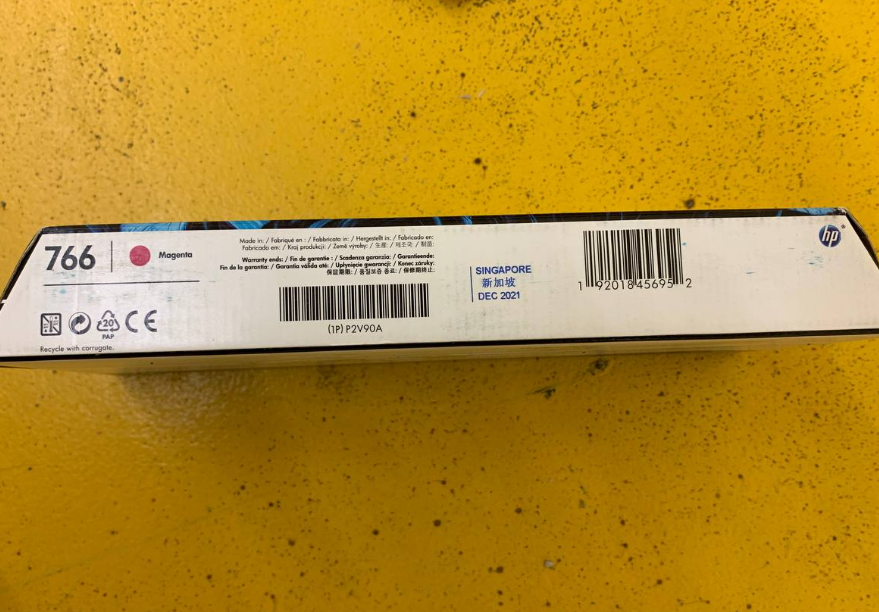 766
Magenta
Made in: / Fabriqué en : / Fabbricato in: / Hergestellt in: / Fabricado en:
Fabricado em: / Kraj produkcji: / Země výroby: / 生産: / 제조국: / 制造:
Warranty ends: / Fin de garantie : / Scadenza garanzia: / Garantieende:
Fin de la garantía: / Garantia válida até: / Upłynięcie gwarancji: / Konec záruky:
保証期限: / 품질보증 종료: / 保修期終止:
(1P) P2V90A
SINGAPORE
新加坡
DEC 2021
1 92018 45695 2
hp
20
PAP
CE
Recycle with corrugate.